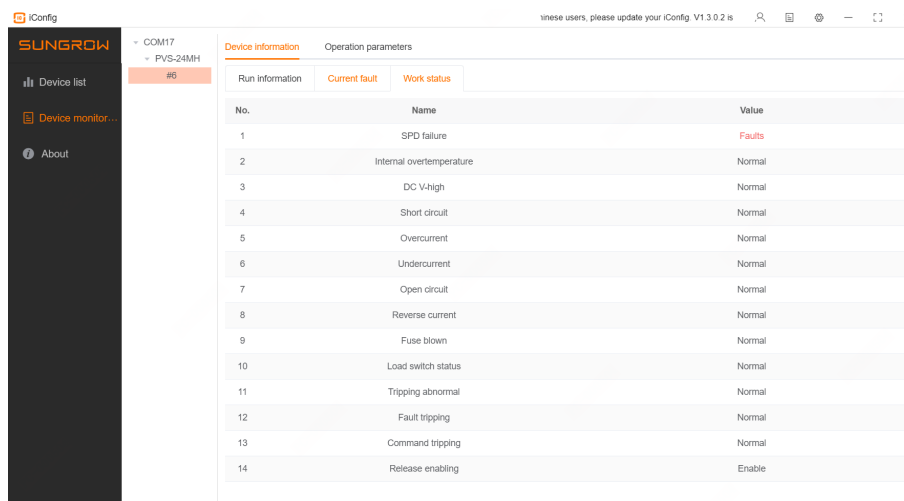 iConfig
ninese users, please update your iConfig. V1.3.0.2 is
SUNGROW
Device list
Device monitor...
About
COM17
PVS-24MH
#6
Device information Operation parameters
Run information Current fault Work status
No. Name Value
1 SPD failure Faults
2 Internal overtemperature Normal
3 DC V-high Normal
4 Short circuit Normal
5 Overcurrent Normal
6 Undercurrent Normal
7 Open circuit Normal
8 Reverse current Normal
9 Fuse blown Normal
10 Load switch status Normal
11 Tripping abnormal Normal
12 Fault tripping Normal
13 Command tripping Normal
14 Release enabling Enable